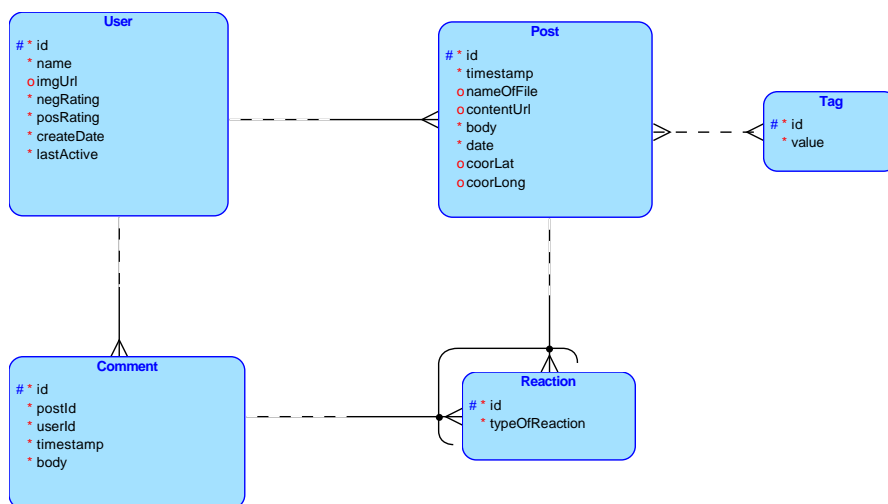 User
# * id
* name
o imgUrl
* negRating
* posRating
* createDate
* lastActive
Post
# * id
* timestamp
o nameOfFile
o contentUrl
* body
* date
o coorLat
o coorLong
Tag
# * id
* value
Comment
# * id
* postId
* userId
* timestamp
* body
Reaction
# * id
* typeOfReaction